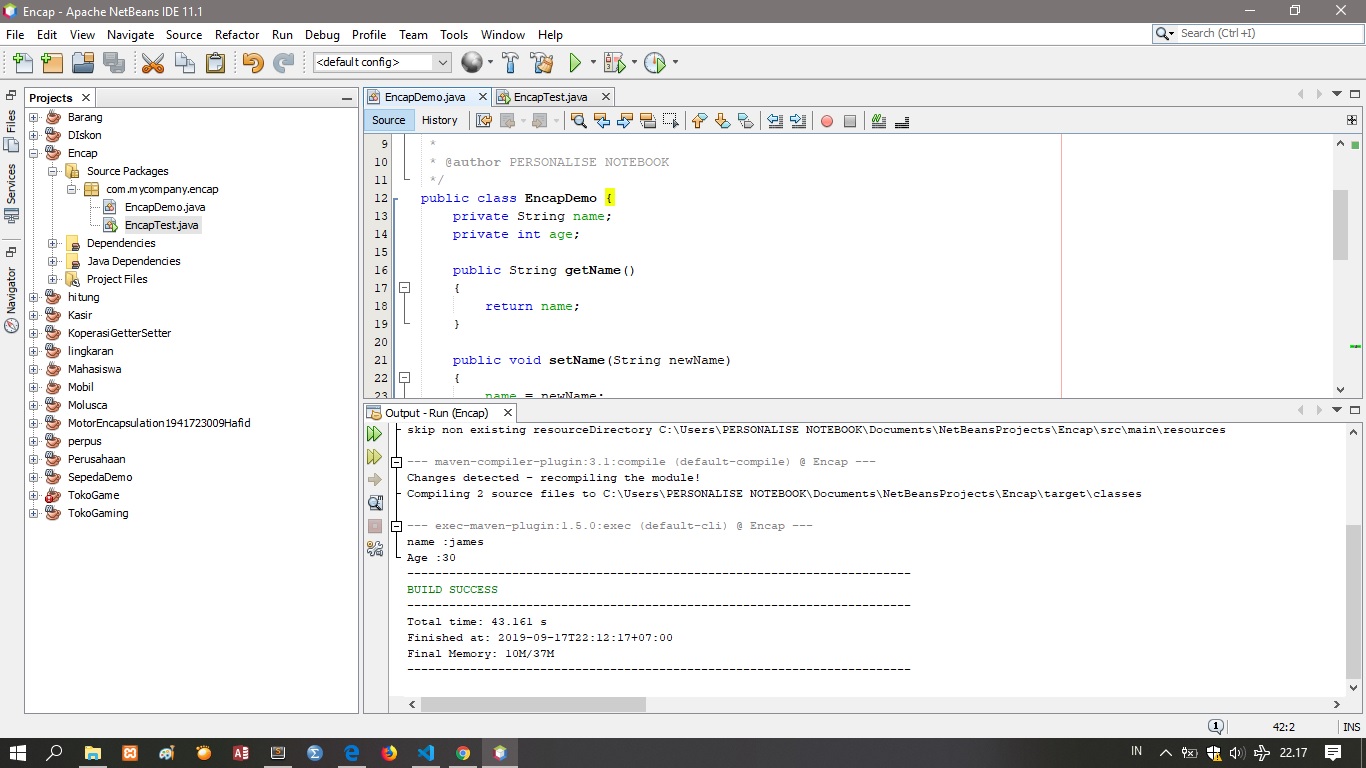 Encap - Apache NetBeans IDE 11.1
File Edit View Navigate Source Refactor Run Debug Profile Team Tools Window Help
Search (Ctrl+I)
<default config>
Files
Services
Navigator
Projects
Barang
DIskon
Encap
Source Packages
com.mycompany.encap
EncapDemo.java
EncapTest.java
Dependencies
Java Dependencies
Project Files
hitung
Kasir
KoperasiGetterSetter
lingkaran
Mahasiswa
Mobil
Molusca
MotorEncapsulation1941723009Hafid
perpus
Perusahaan
SepedaDemo
TokoGame
TokoGaming
EncapDemo.java EncapTest.java
Source History
9 *
10 * @author PERSONALISE NOTEBOOK
11 */
12 public class EncapDemo {
13 private String name;
14 private int age;
15
16 public String getName()
17 {
18 return name;
19 }
20
21 public void setName(String newName)
22 {
23 name = newName;
Output - Run (Encap)
skip non existing resourceDirectory C:\Users\PERSONALISE NOTEBOOK\Documents\NetBeansProjects\Encap\src\main\resources
--- maven-compiler-plugin:3.1:compile (default-compile) @ Encap ---
Changes detected - recompiling the module!
Compiling 2 source files to C:\Users\PERSONALISE NOTEBOOK\Documents\NetBeansProjects\Encap\target\classes
--- exec-maven-plugin:1.5.0:exec (default-cli) @ Encap ---
name :james
Age :30
------------------------------------------------------------------------
BUILD SUCCESS
------------------------------------------------------------------------
Total time: 43.161 s
Finished at: 2019-09-17T22:12:17+07:00
Final Memory: 10M/37M
------------------------------------------------------------------------
1 42:2 INS
IN 22.17